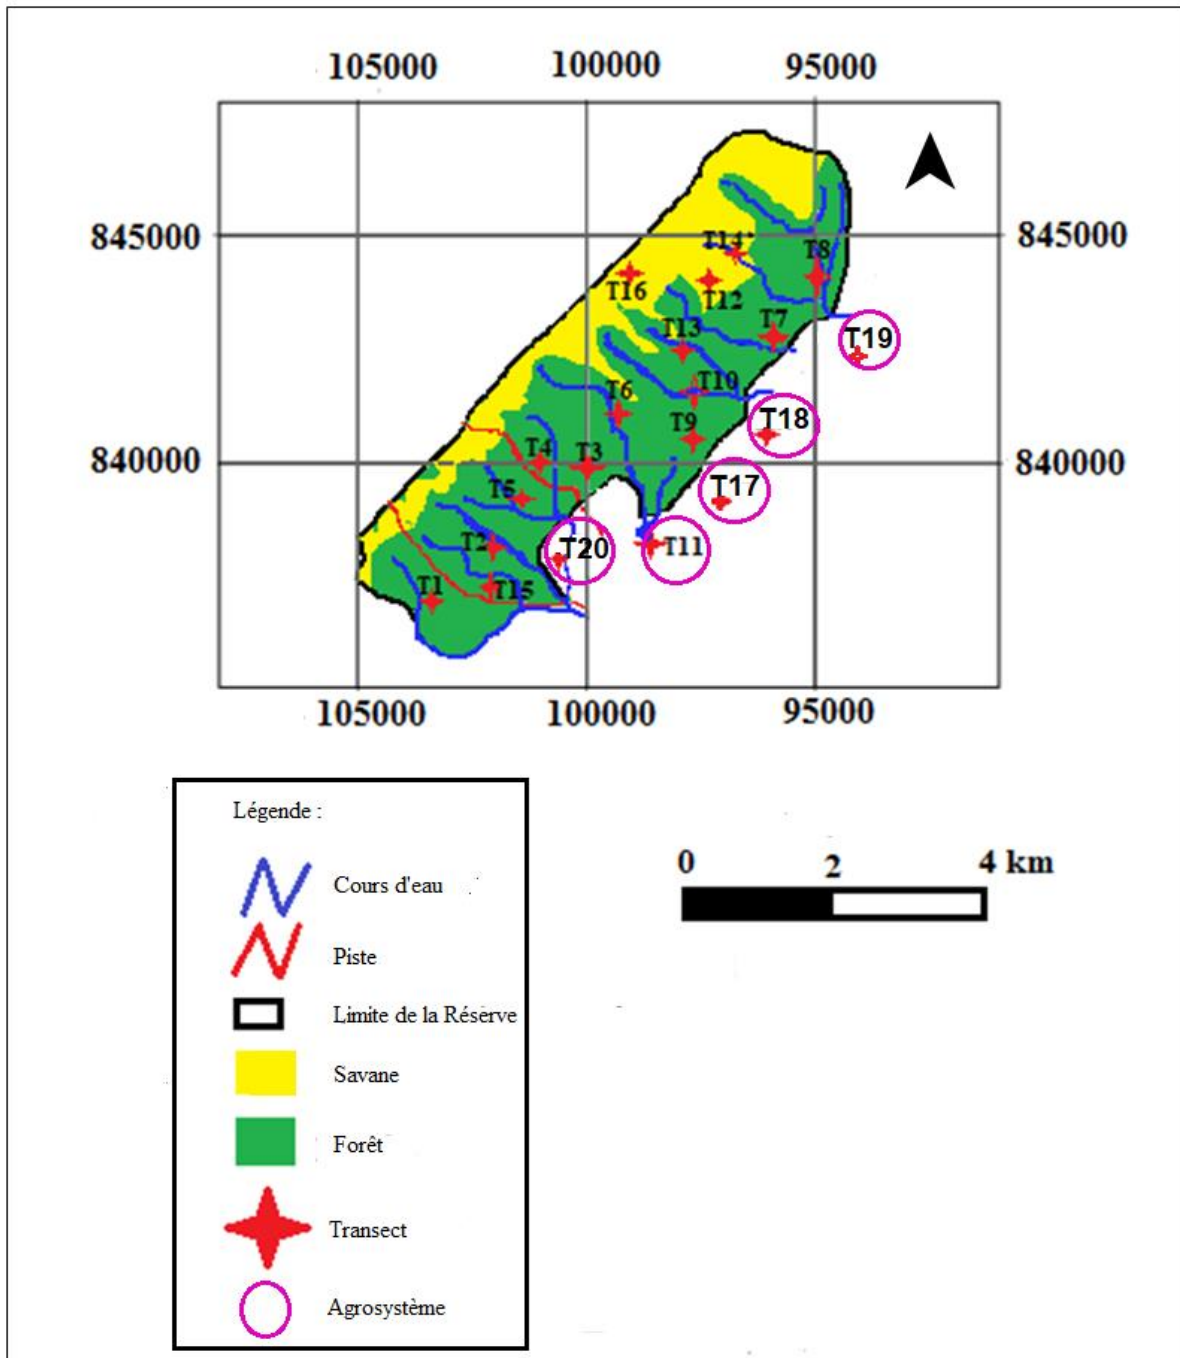 105000 100000 95000
845000 845000
T14 T8
T16 T12
T13 T7 T19
T10
T6 T18
T9
T4 T3
840000 840000
T5 T17
T2 T20 T11
T1 T15
105000 100000 95000
Légende :
Cours d'eau
Piste
Limite de la Réserve
Savane
Forêt
Transect
Agrosystème
0 2 4 km